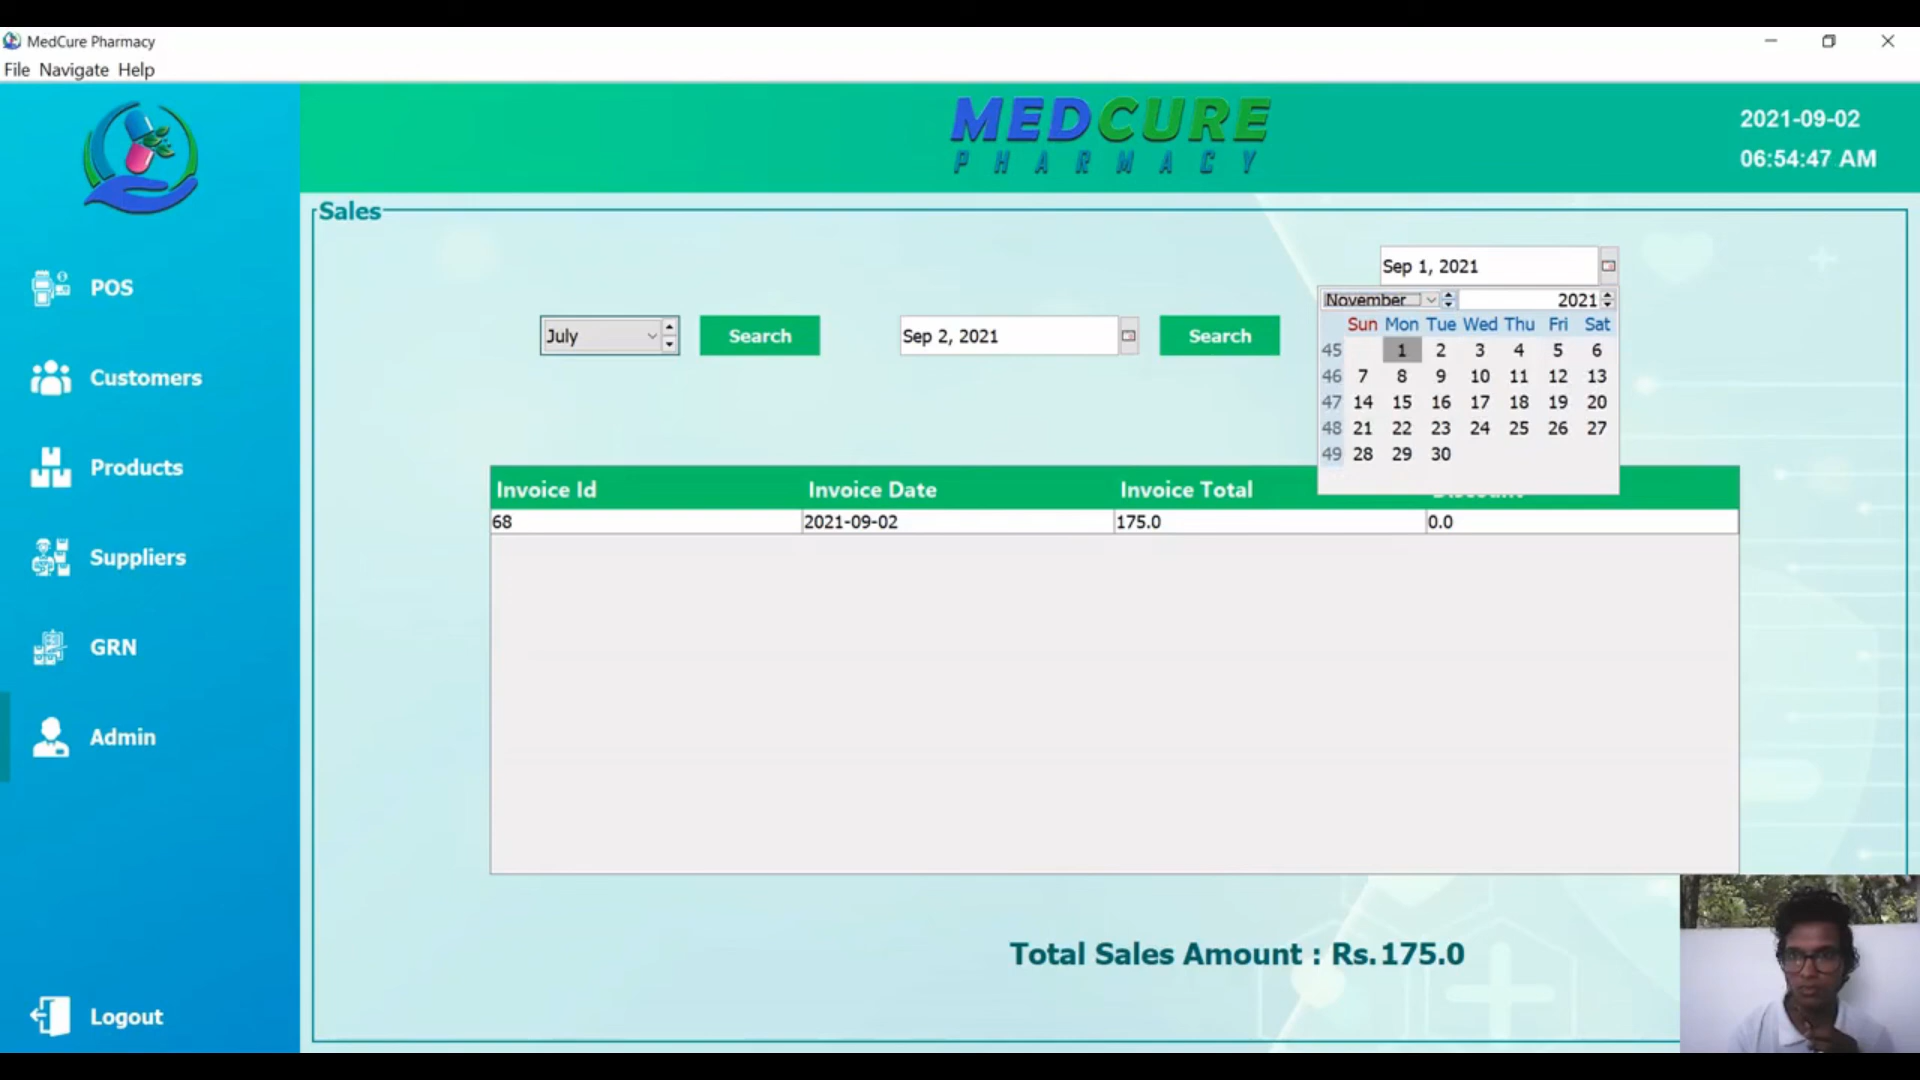 MedCure Pharmacy
File Navigate Help
MEDCURE
PHARMACY
2021-09-02
06:54:47 AM
POS
Customers
Products
Suppliers
GRN
Admin
Logout
Sales
Sep 1, 2021
July
Search
Sep 2, 2021
Search
November 2021
Sun Mon Tue Wed Thu Fri Sat
45 1 2 3 4 5 6
46 7 8 9 10 11 12 13
47 14 15 16 17 18 19 20
48 21 22 23 24 25 26 27
49 28 29 30
Invoice Id Invoice Date Invoice Total
68 2021-09-02 175.0 0.0
Total Sales Amount : Rs.175.0